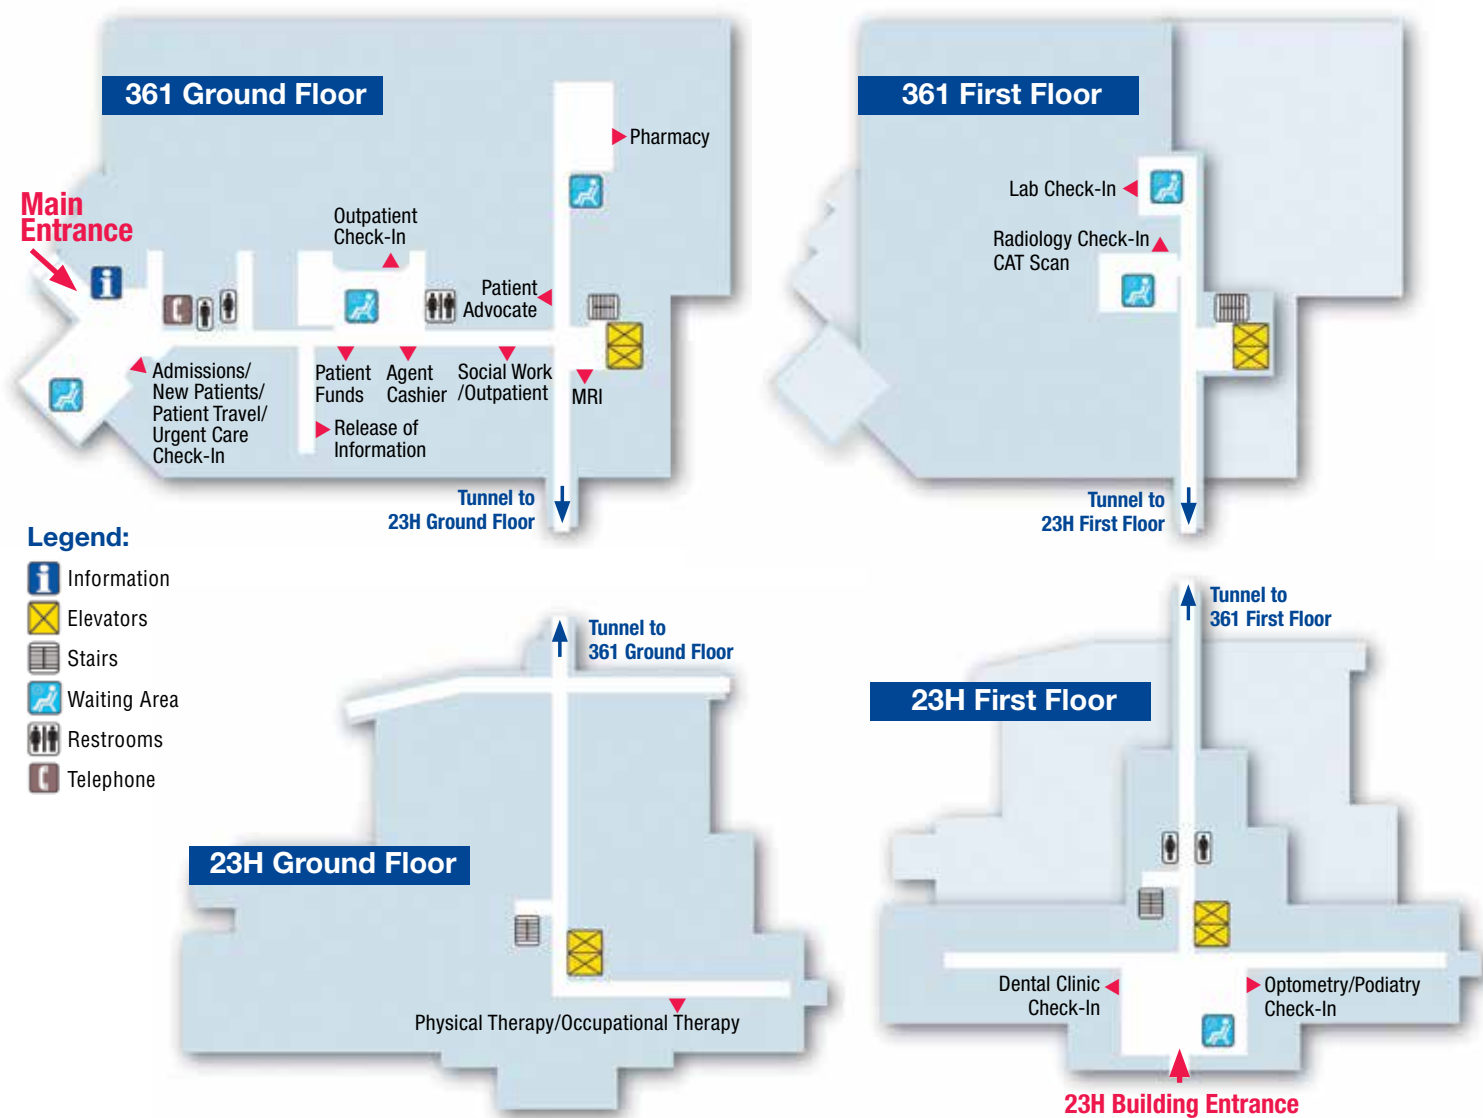 361 Ground Floor
Pharmacy
Main
Entrance
Outpatient
Check-In
Patient
Advocate
Admissions/
New Patients/
Patient Travel/
Urgent Care
Check-In
Patient
Funds
Agent
Cashier
Social Work
/Outpatient
MRI
Release of
Information
Tunnel to
23H Ground Floor
361 First Floor
Lab Check-In
Radiology Check-In
CAT Scan
Tunnel to
23H First Floor
Legend:
Information
Elevators
Stairs
Waiting Area
Restrooms
Telephone
Tunnel to
361 Ground Floor
23H Ground Floor
Physical Therapy/Occupational Therapy
Tunnel to
361 First Floor
23H First Floor
Dental Clinic
Check-In
Optometry/Podiatry
Check-In
23H Building Entrance